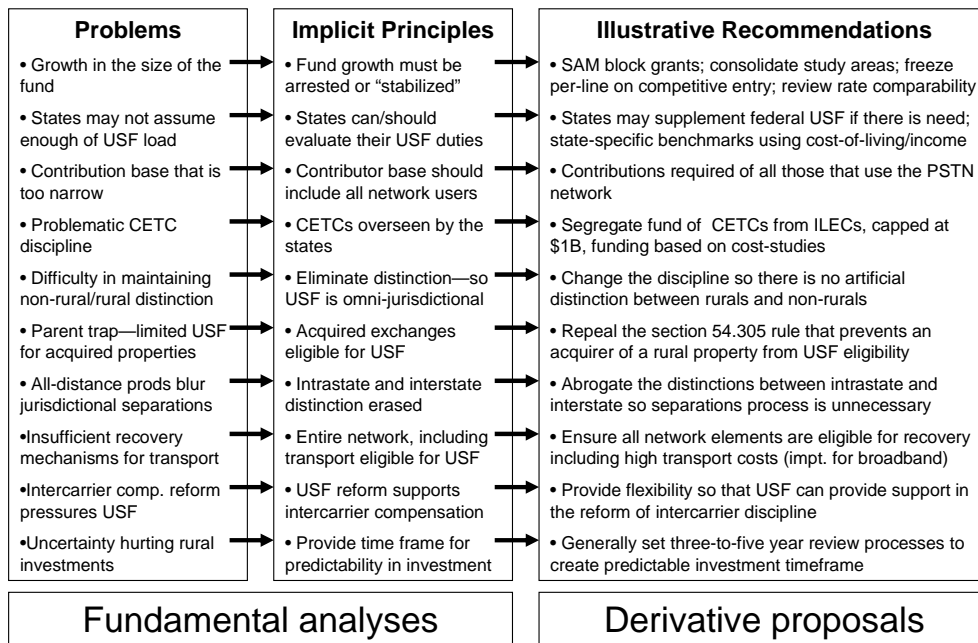 Problems
• Growth in the size of the
fund
• States may not assume
enough of USF load
• Contribution base that is
too narrow
• Problematic CETC
discipline
• Difficulty in maintaining
non-rural/rural distinction
• Parent trap—limited USF
for acquired properties
• All-distance prods blur
jurisdictional separations
•Insufficient recovery
mechanisms for transport
•Intercarrier comp. reform
pressures USF
•Uncertainty hurting rural
investments
Implicit Principles
• Fund growth must be
arrested or “stabilized”
• States can/should
evaluate their USF duties
• Contributor base should
include all network users
• CETCs overseen by the
states
• Eliminate distinction—so
USF is omni-jurisdictional
• Acquired exchanges
eligible for USF
• Intrastate and interstate
distinction erased
• Entire network, including
transport eligible for USF
• USF reform supports
intercarrier compensation
• Provide time frame for
predictability in investment
Illustrative Recommendations
• SAM block grants; consolidate study areas; freeze
per-line on competitive entry; review rate comparability
• States may supplement federal USF if there is need;
state-specific benchmarks using cost-of-living/income
• Contributions required of all those that use the PSTN
network
• Segregate fund of CETCs from ILECs, capped at
$1B, funding based on cost-studies
• Change the discipline so there is no artificial
distinction between rurals and non-rurals
• Repeal the section 54.305 rule that prevents an
acquirer of a rural property from USF eligibility
• Abrogate the distinctions between intrastate and
interstate so separations process is unnecessary
• Ensure all network elements are eligible for recovery
including high transport costs (impt. for broadband)
• Provide flexibility so that USF can provide support in
the reform of intercarrier discipline
• Generally set three-to-five year review processes to
create predictable investment timeframe
Fundamental analyses
Derivative proposals